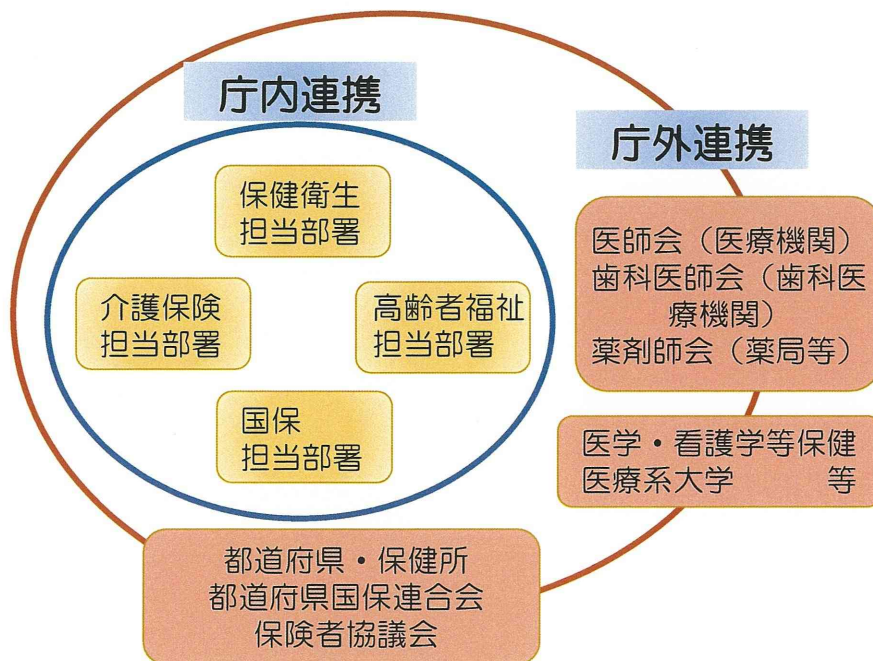 庁内連携
庁外連携
保健衛生
担当部署
介護保険
担当部署
高齢者福祉
担当部署
国保
担当部署
医師会（医療機関）
歯科医師会（歯科医
療機関）
薬剤師会（薬局等）
医学・看護学等保健
医療系大学　　　等
都道府県・保健所
都道府県国保連合会
保険者協議会